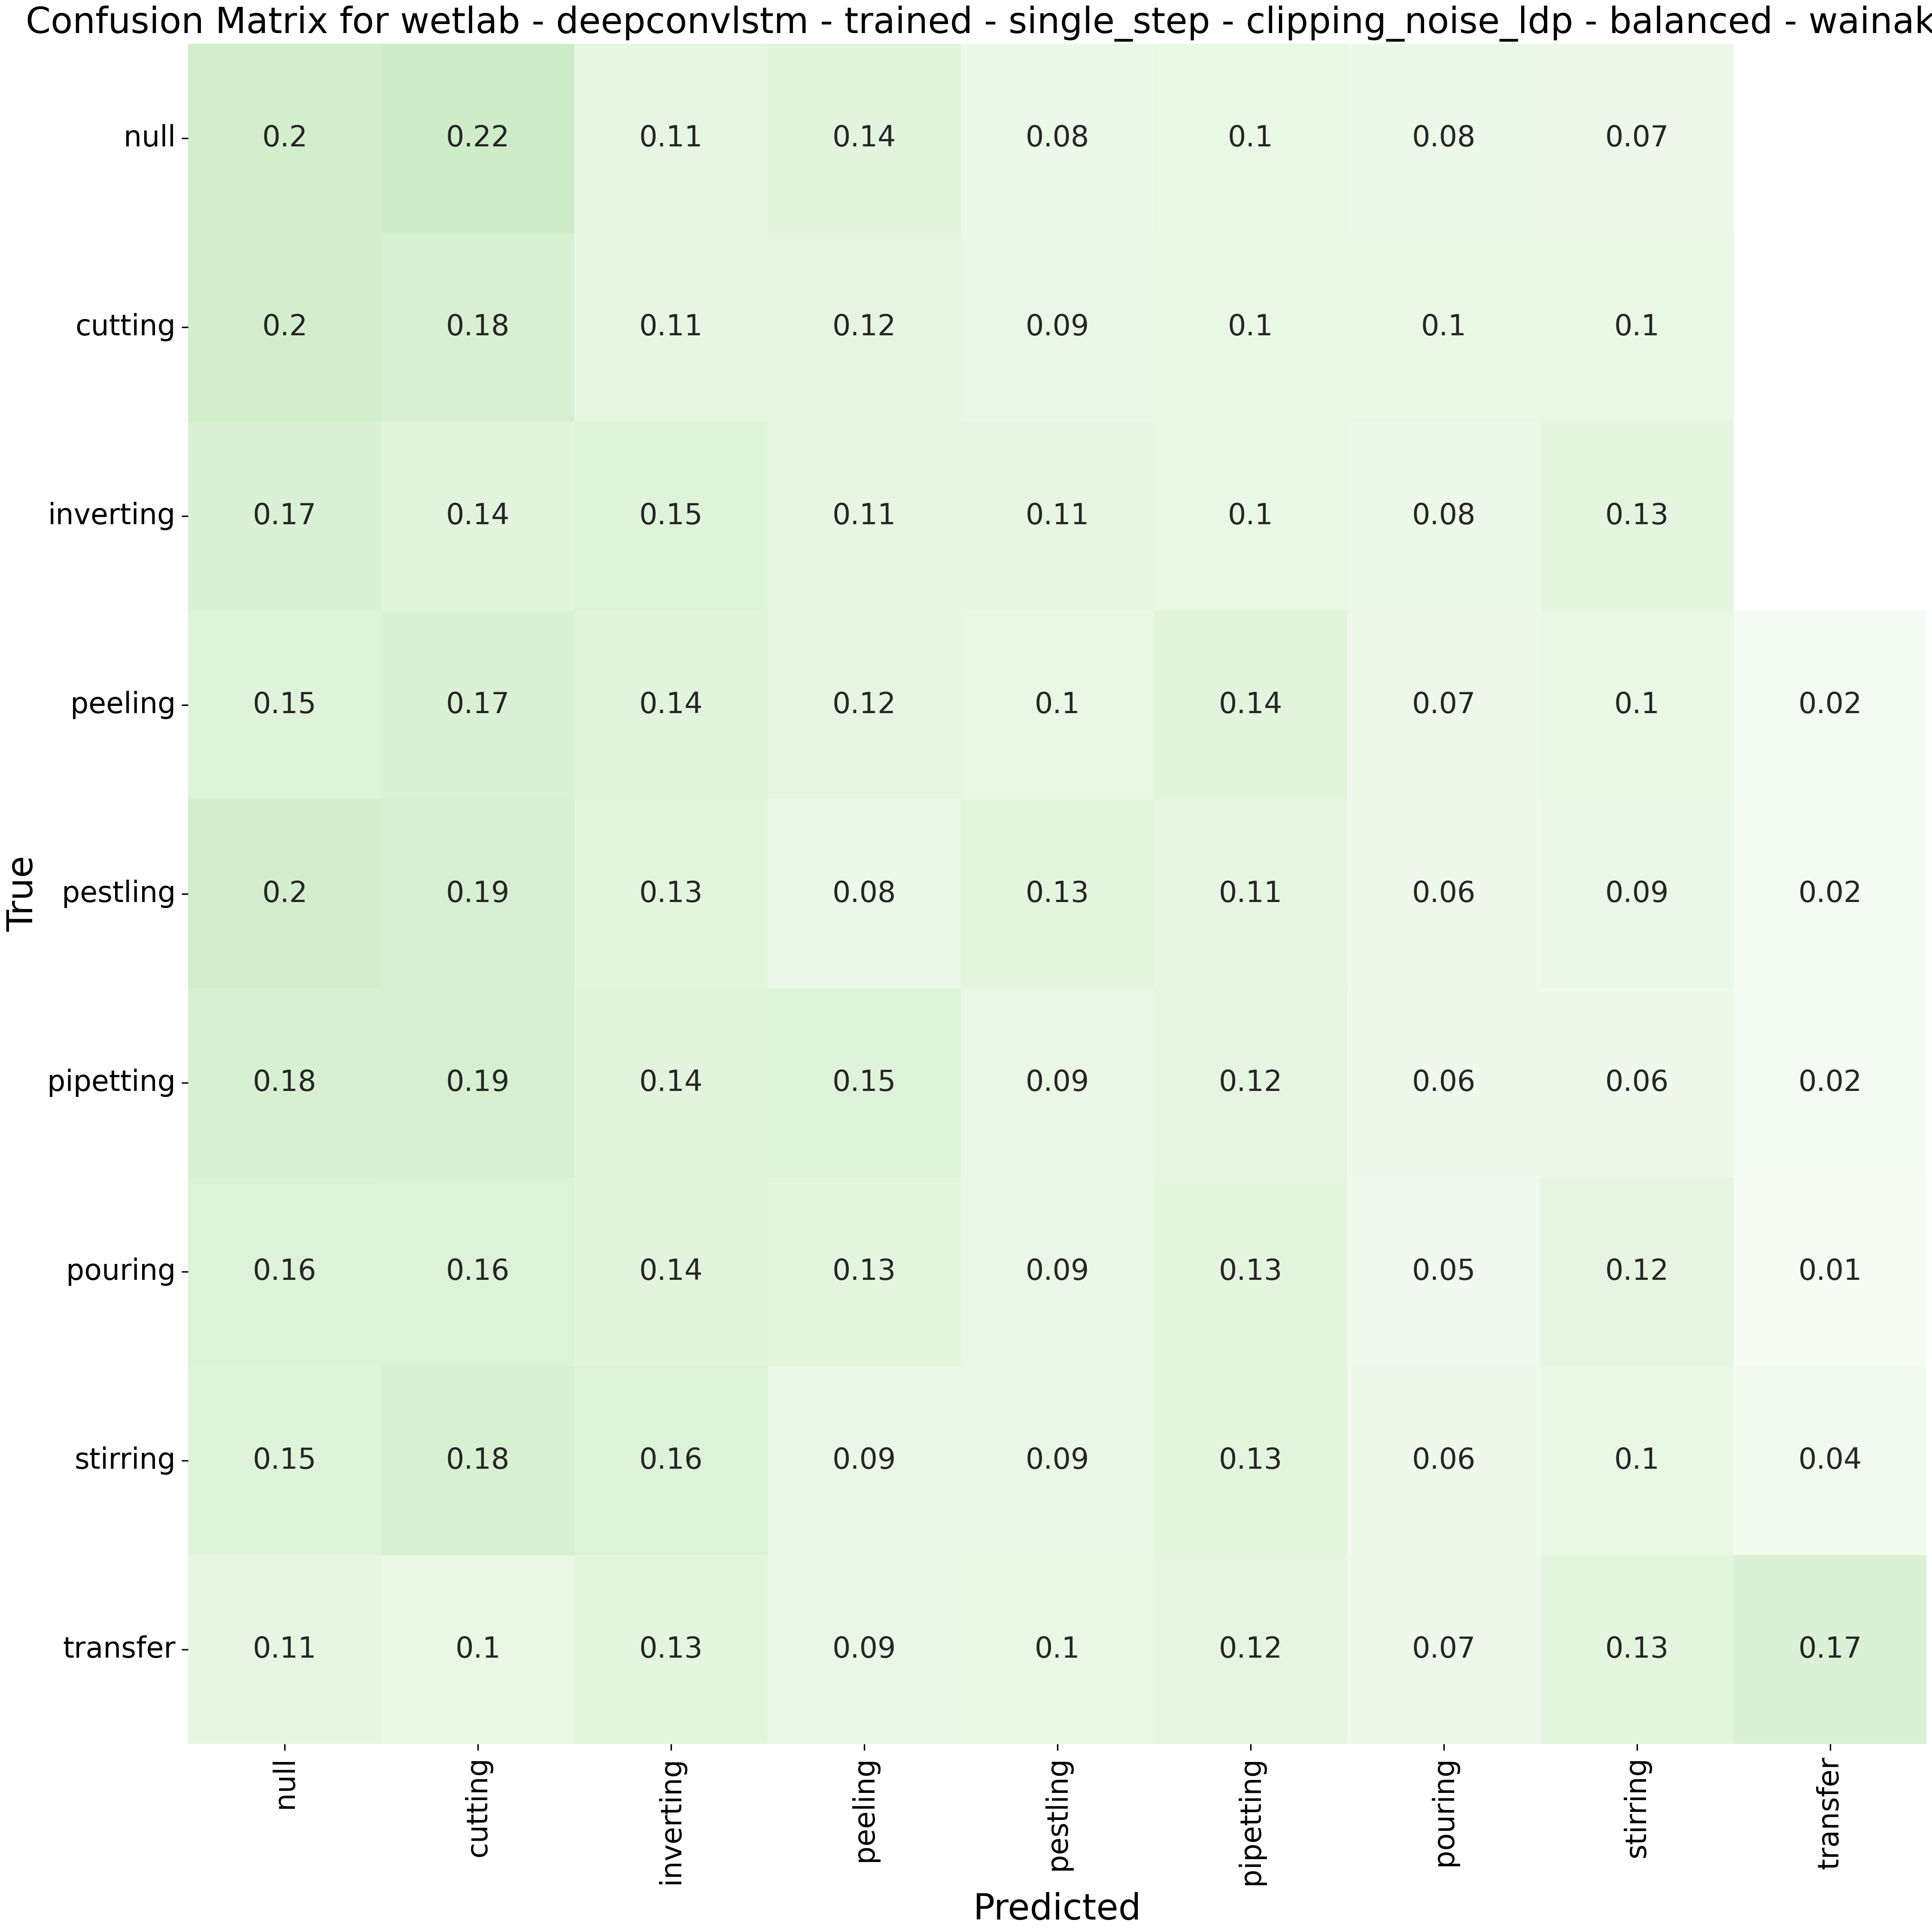 Confusion Matrix for wetlab - deepconvlstm - trained - single_step - clipping_noise_ldp - balanced - wainak
null 0.2 0.22 0.11 0.14 0.08 0.1 0.08 0.07
cutting 0.2 0.18 0.11 0.12 0.09 0.1 0.1 0.1
inverting 0.17 0.14 0.15 0.11 0.11 0.1 0.08 0.13
peeling 0.15 0.17 0.14 0.12 0.1 0.14 0.07 0.1 0.02
pestling 0.2 0.19 0.13 0.08 0.13 0.11 0.06 0.09 0.02
pipetting 0.18 0.19 0.14 0.15 0.09 0.12 0.06 0.06 0.02
pouring 0.16 0.16 0.14 0.13 0.09 0.13 0.05 0.12 0.01
stirring 0.15 0.18 0.16 0.09 0.09 0.13 0.06 0.1 0.04
transfer 0.11 0.1 0.13 0.09 0.1 0.12 0.07 0.13 0.17
True
null cutting inverting peeling pestling pipetting pouring stirring transfer
Predicted